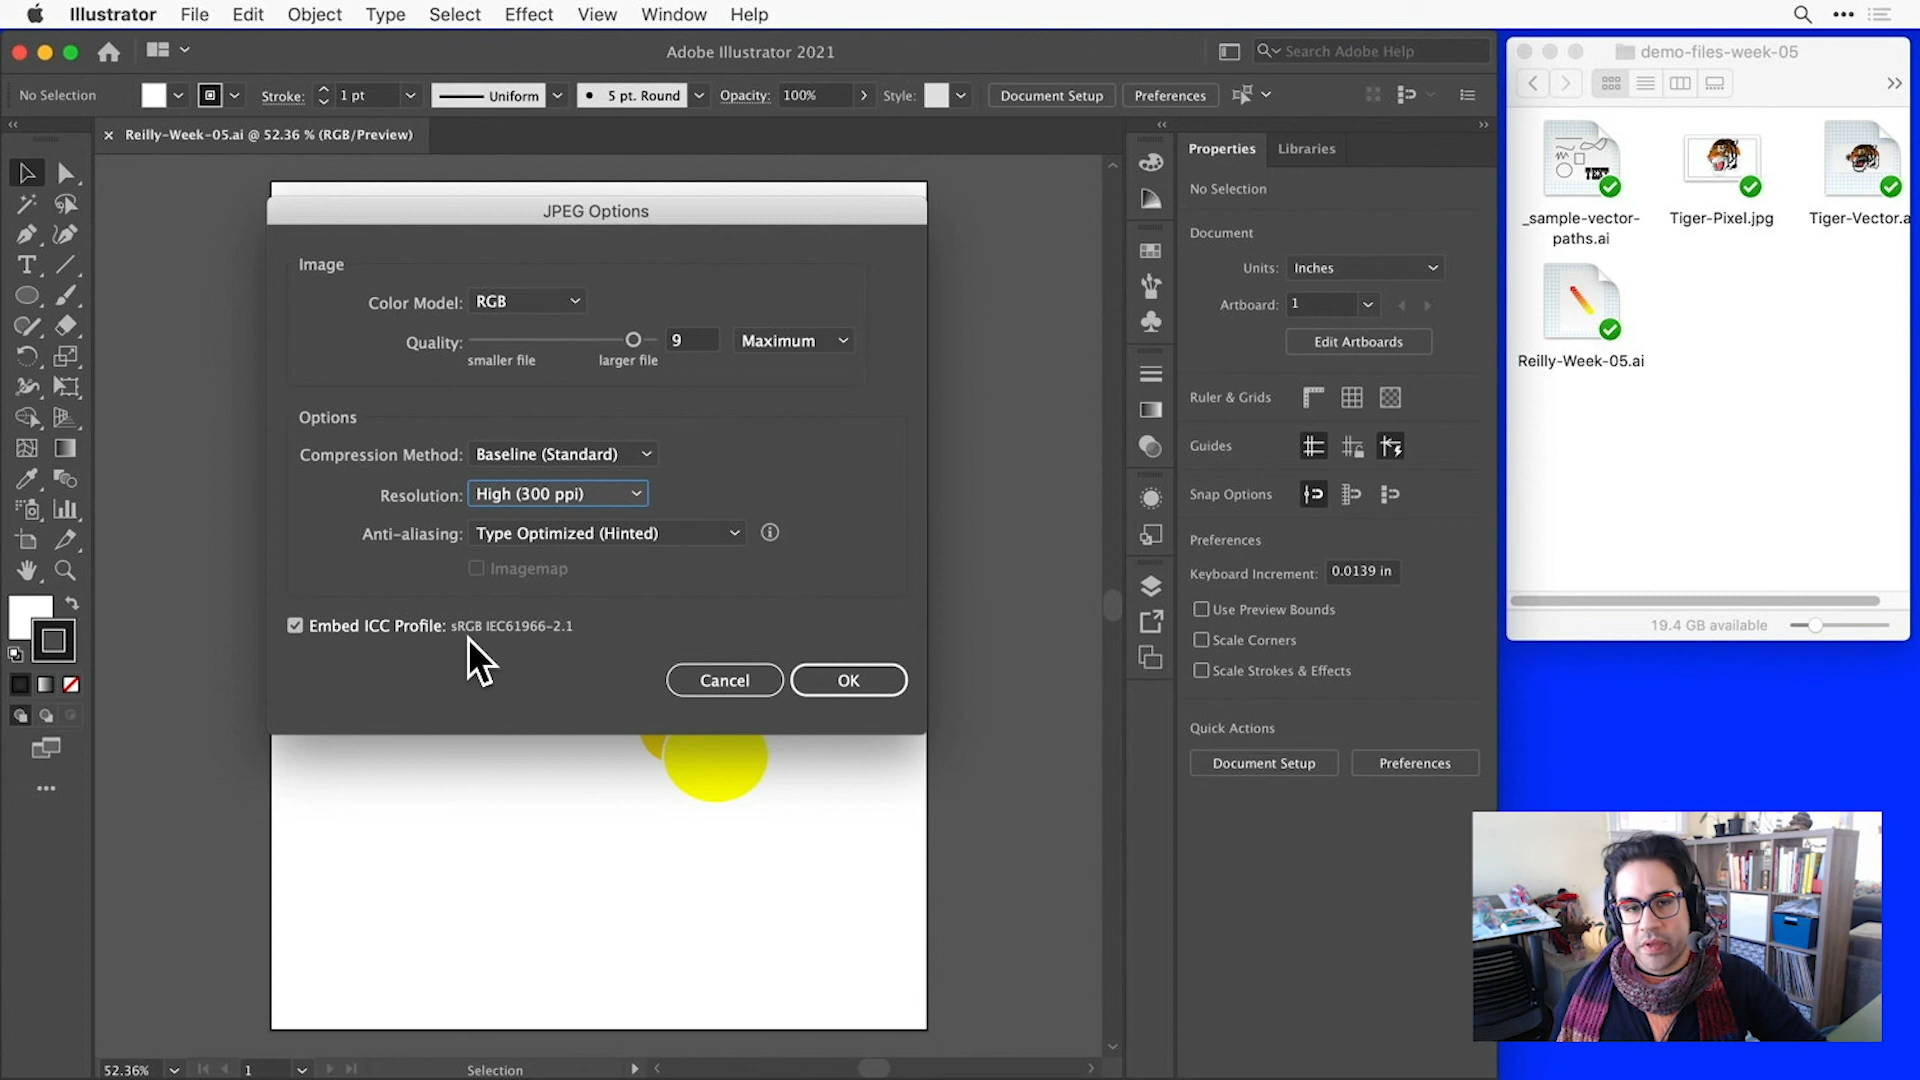 Illustrator File Edit Object Type Select Effect View Window Help
Adobe Illustrator 2021
Search Adobe Help
No Selection
Stroke:
1 pt
Uniform
5 pt. Round
Opacity:
100%
Style:
Document Setup
Preferences
Reilly-Week-05.ai @ 52.36 % (RGB/Preview)
JPEG Options
Image
Color Model: RGB
Quality:
9
Maximum
smaller file
larger file
Options
Compression Method: Baseline (Standard)
Resolution: High (300 ppi)
Anti-aliasing: Type Optimized (Hinted)
Imagemap
Embed ICC Profile: sRGB IEC61966-2.1
Cancel
OK
52.36%
1
Selection
Properties
Libraries
No Selection
Document
Units: Inches
Artboard: 1
Edit Artboards
Ruler & Grids
Guides
Snap Options
Preferences
Keyboard Increment: 0.0139 in
Use Preview Bounds
Scale Corners
Scale Strokes & Effects
Quick Actions
Document Setup
Preferences
demo-files-week-05
TEXT
_sample-vector-
paths.ai
Tiger-Pixel.jpg
Tiger-Vector.a
Reilly-Week-05.ai
19.4 GB available